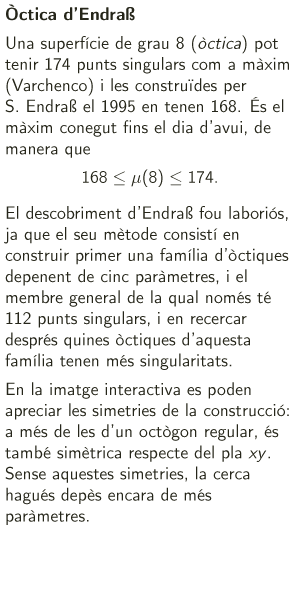 Òctica d'Endraß
Una superfície de grau 8 (òctica) pot
tenir 174 punts singulars com a màxim
(Varchenco) i les construïdes per
S. Endraß el 1995 en tenen 168. És el
màxim conegut fins el dia d'avui, de
manera que
168 ≤ μ(8) ≤ 174.
El descobriment d'Endraß fou laboriós,
ja que el seu mètode consistí en
construir primer una família d'òctiques
depenent de cinc paràmetres, i el
membre general de la qual només té
112 punts singulars, i en recercar
després quines òctiques d'aquesta
família tenen més singularitats.
En la imatge interactiva es poden
apreciar les simetries de la construcció:
a més de les d'un octògon regular, és
també simètrica respecte del pla xy.
Sense aquestes simetries, la cerca
hagués depès encara de més
paràmetres.